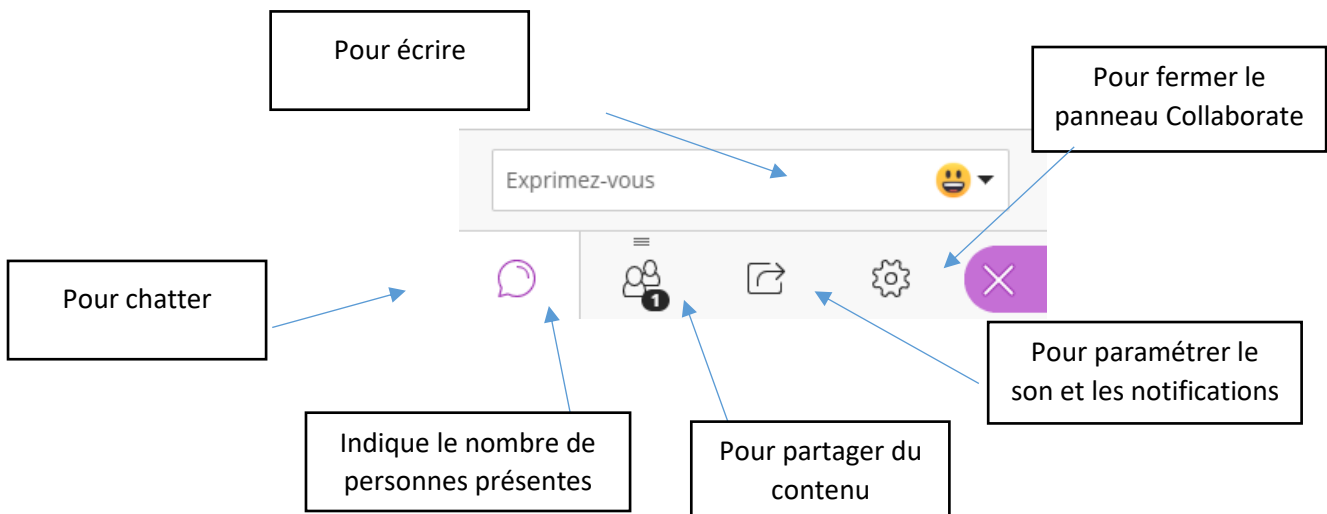 Pour écrire
Pour fermer le
panneau Collaborate
Exprimez-vous
Pour chatter
1
Pour paramétrer le
son et les notifications
Indique le nombre de
personnes présentes
Pour partager du
contenu